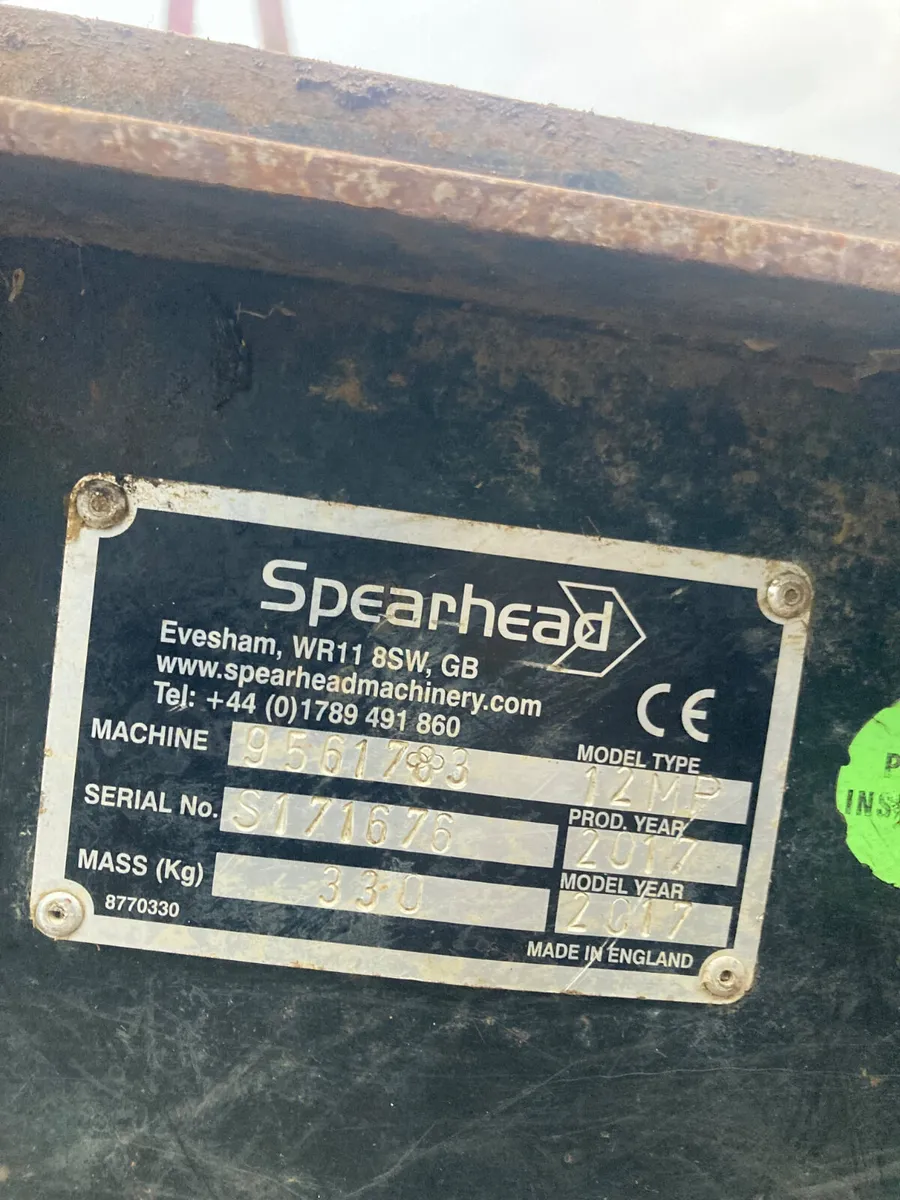 Spearhead
Evesham, WR11 8SW, GB
www.spearheadmachinery.com
Tel: +44 (0)1789 491 860
CE
MACHINE 9561783
MODEL TYPE
12MP
SERIAL No. S171676
PROD. YEAR
2017
MASS (Kg) 330
MODEL YEAR
2017
8770330
MADE IN ENGLAND